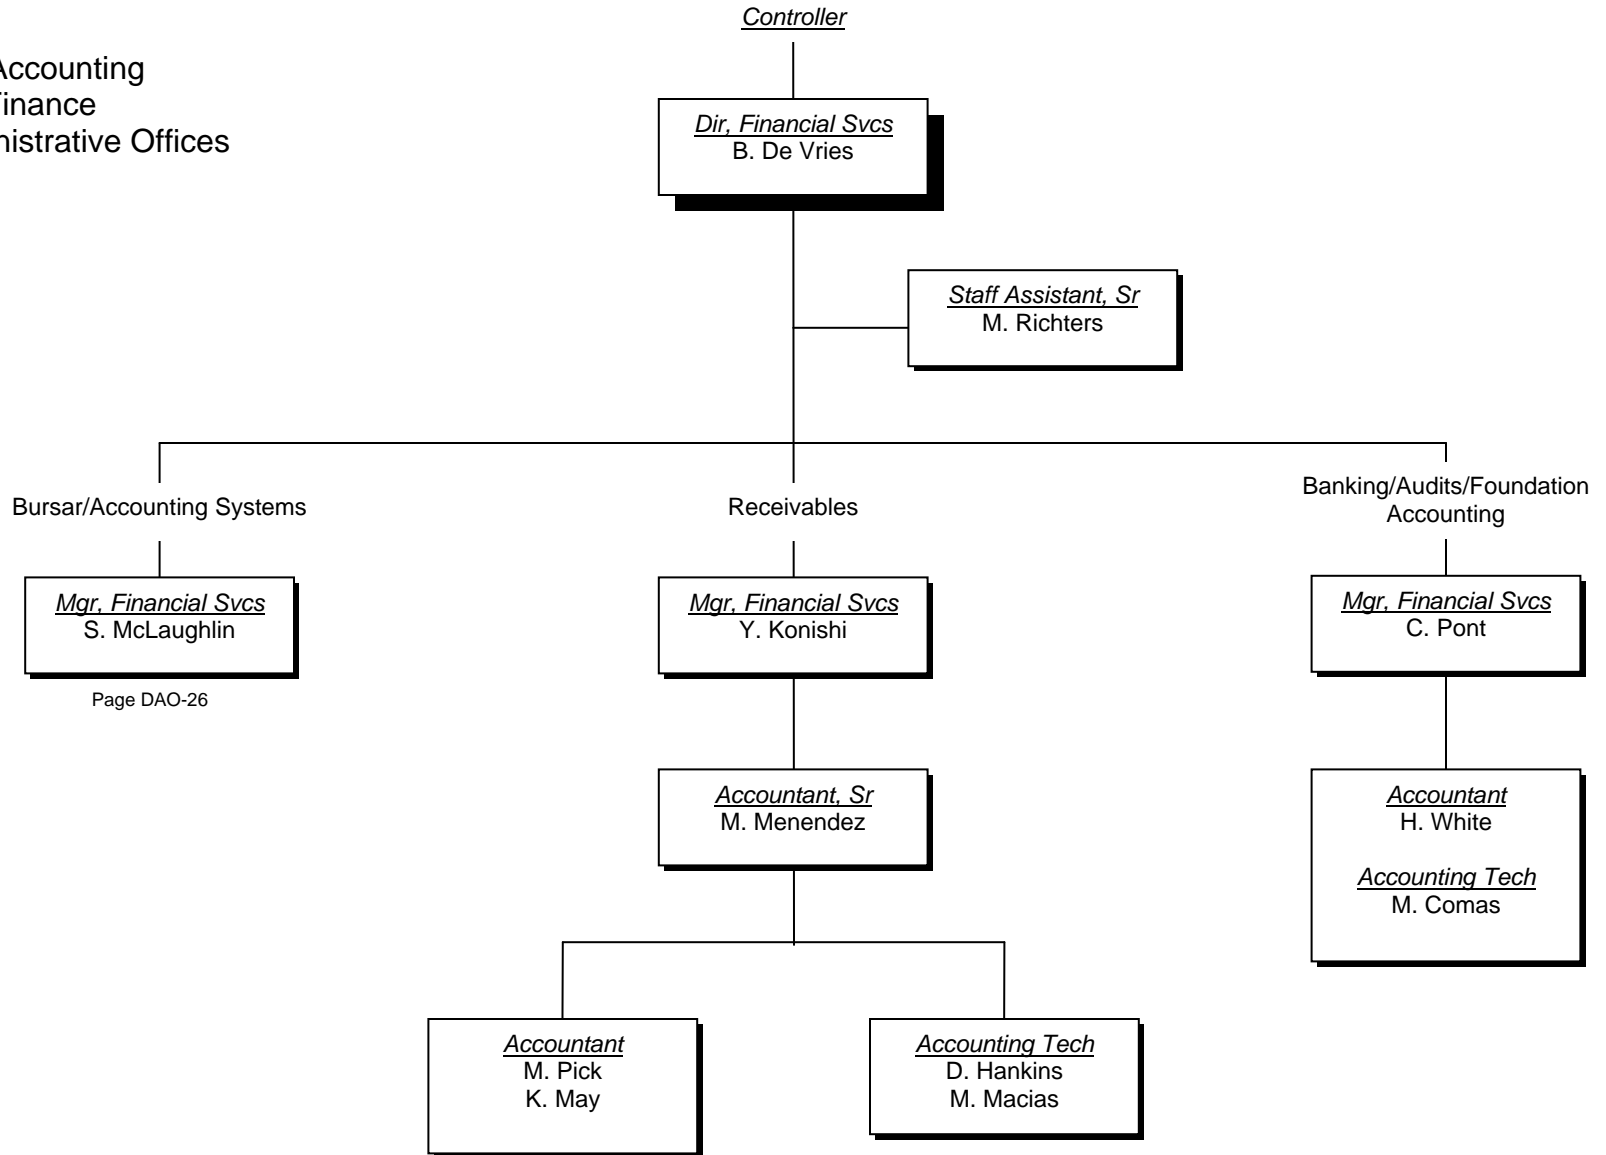 Controller
Accounting
Finance
nistrative Offices
Dir, Financial Svcs
B. De Vries
Staff Assistant, Sr
M. Richters
Bursar/Accounting Systems
Receivables
Banking/Audits/Foundation
Accounting
Mgr, Financial Svcs
S. McLaughlin
Page DAO-26
Mgr, Financial Svcs
Y. Konishi
Mgr, Financial Svcs
C. Pont
Accountant, Sr
M. Menendez
Accountant
H. White
Accounting Tech
M. Comas
Accountant
M. Pick
K. May
Accounting Tech
D. Hankins
M. Macias